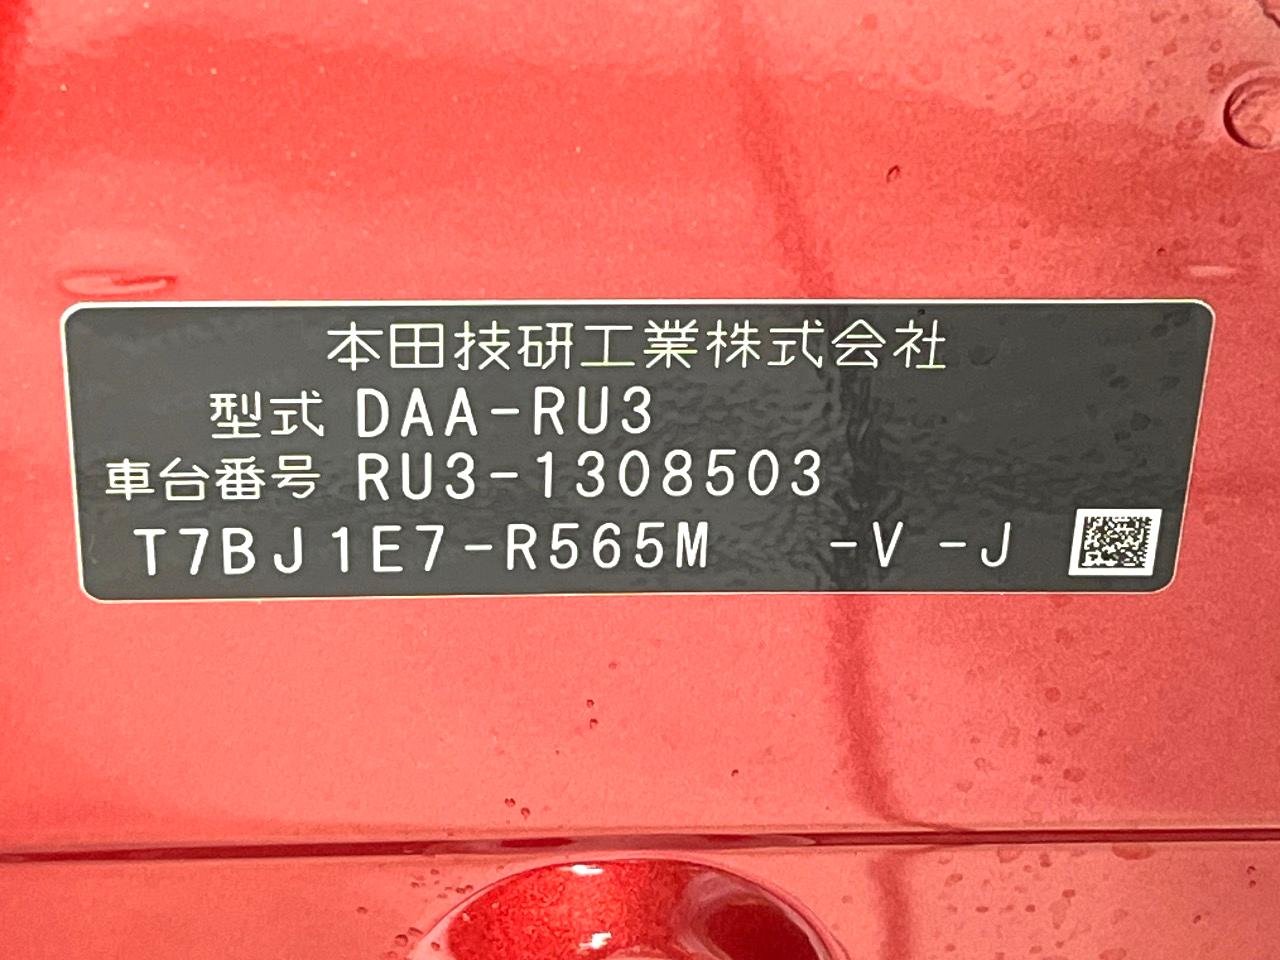 本田技研工業株式会社
型式 DAA-RU3
車台番号 RU3-1308503
T7BJ1E7-R565M -V -J